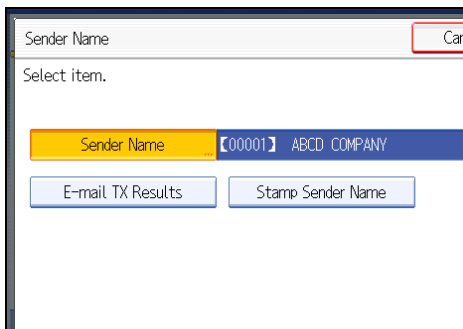 Sender Name
Select item.
Sender Name 【00001】 ABCD COMPANY
E-mail TX Results Stamp Sender Name